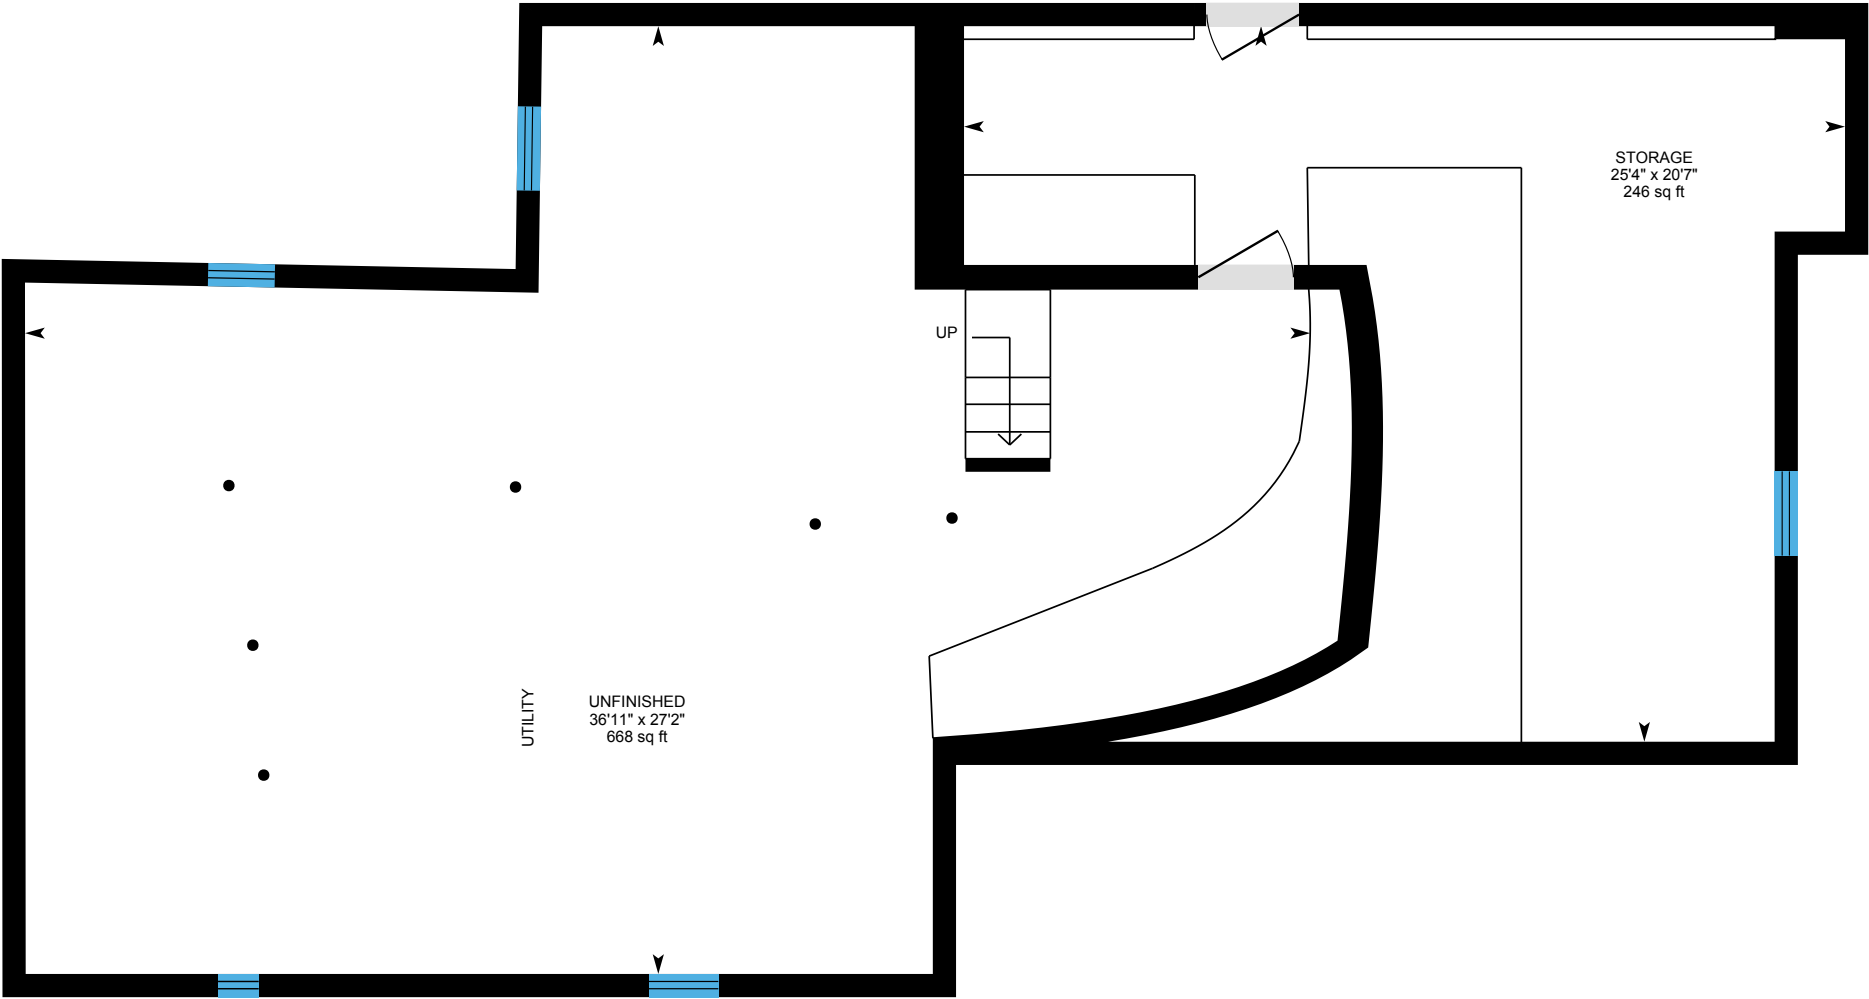 STORAGE
25'4" x 20'7"
246 sq ft
UP
UTILITY
UNFINISHED
36'11" x 27'2"
668 sq ft